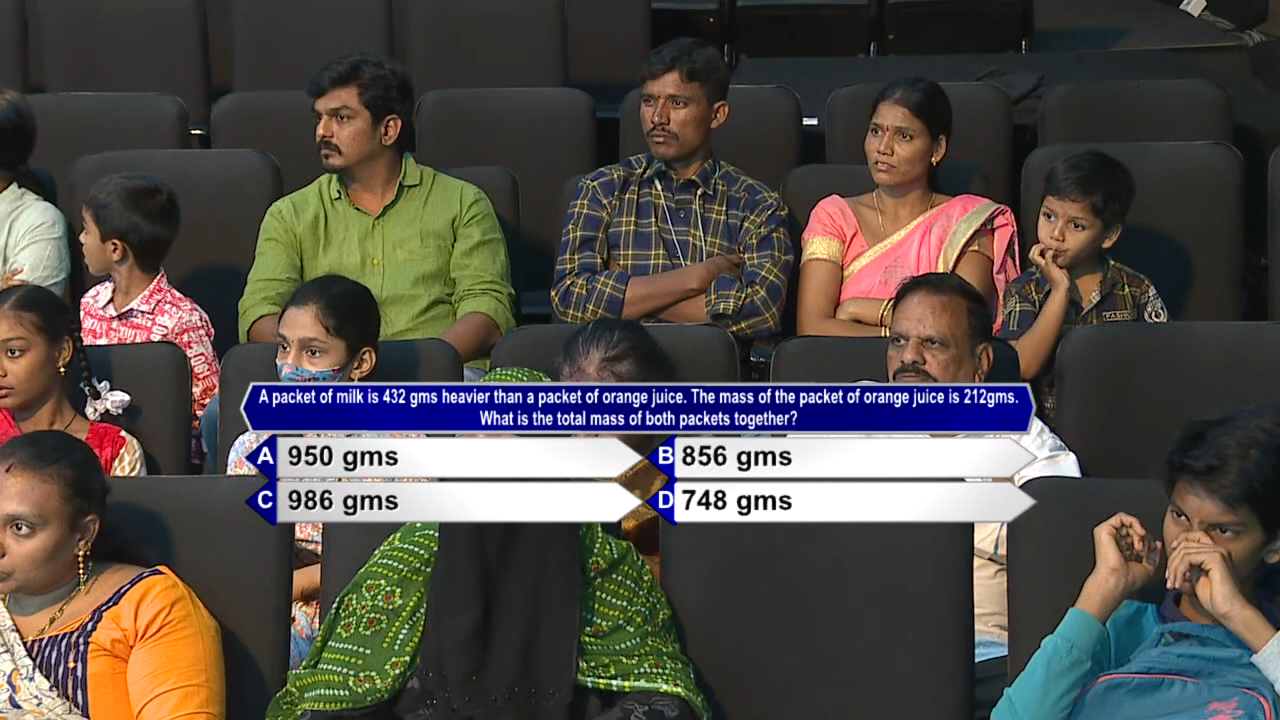 A packet of milk is 432 gms heavier than a packet of orange juice. The mass of the packet of orange juice is 212gms.
What is the total mass of both packets together?
A 950 gms
B 856 gms
C 986 gms
D 748 gms